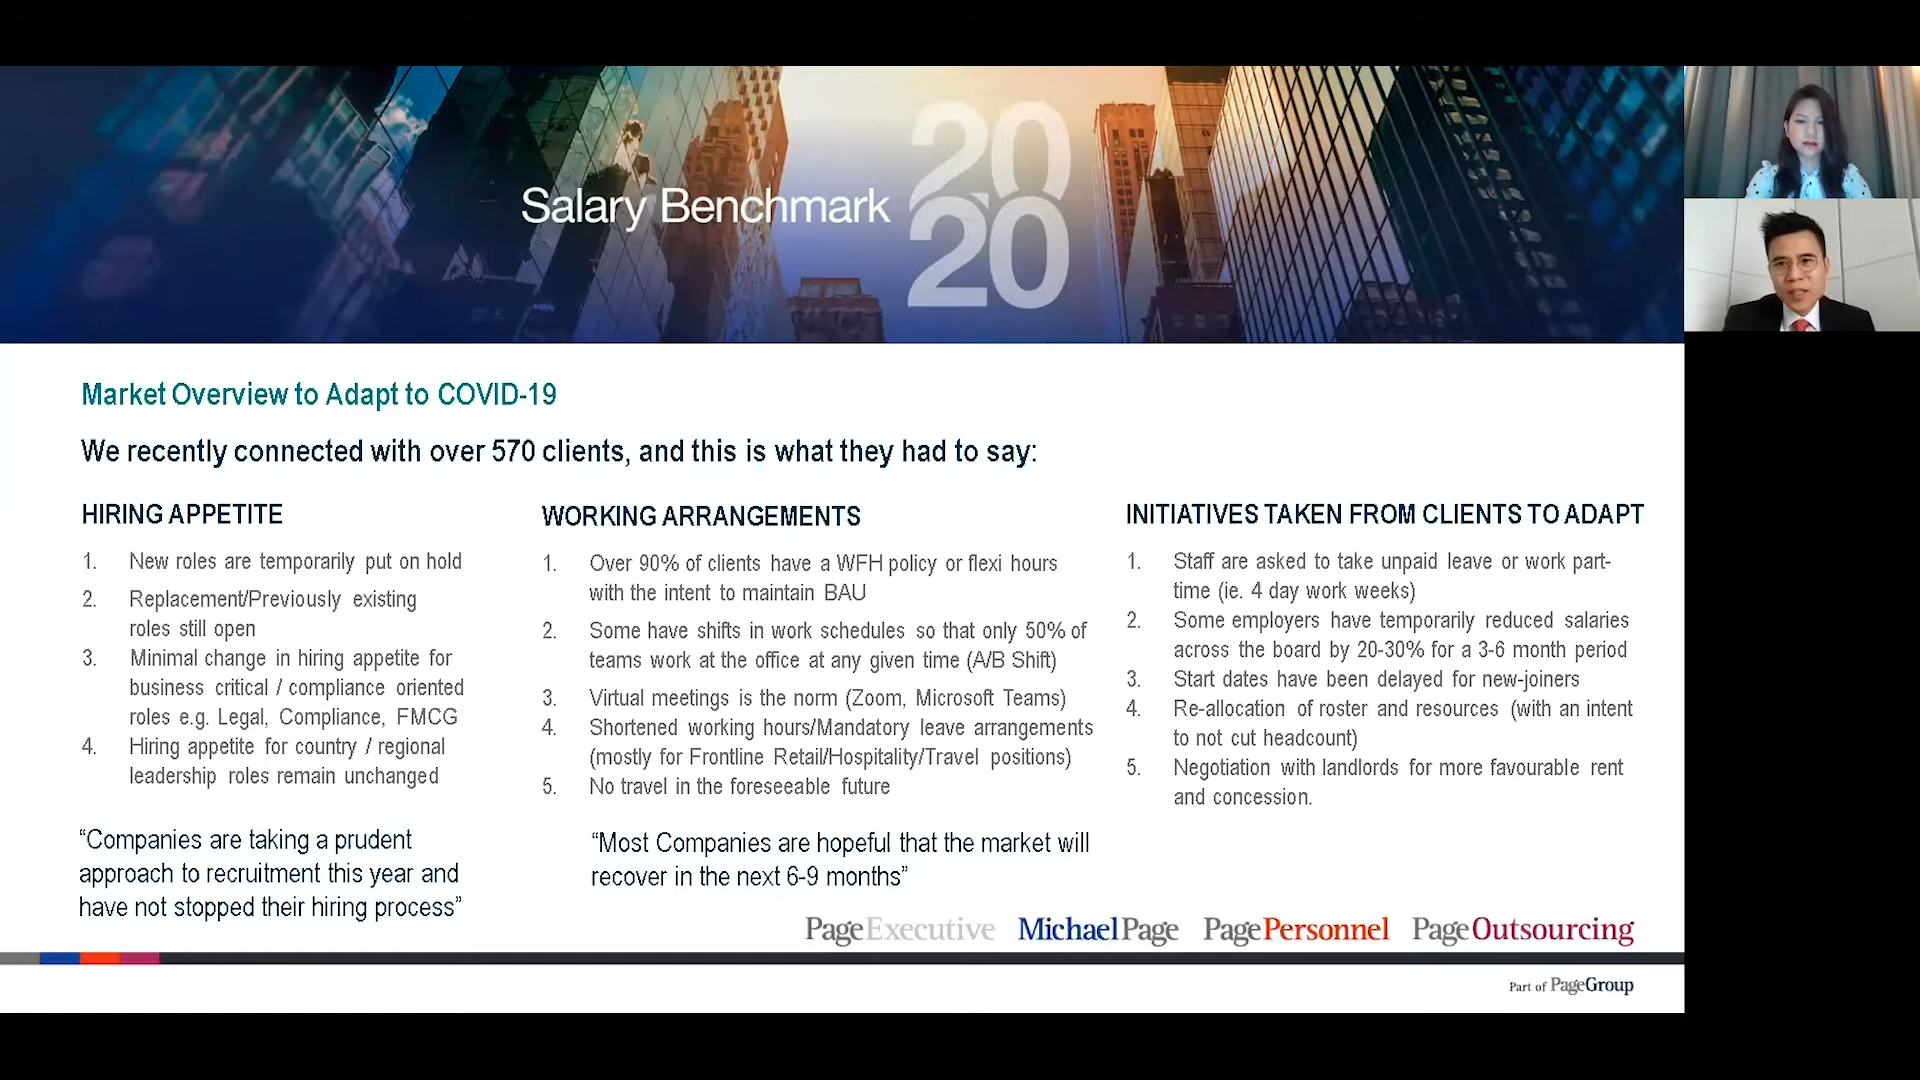 Salary Benchmark
20
20
Market Overview to Adapt to COVID-19
We recently connected with over 570 clients, and this is what they had to say:
HIRING APPETITE
1. New roles are temporarily put on hold
2. Replacement/Previously existing
roles still open
3. Minimal change in hiring appetite for
business critical / compliance oriented
roles e.g. Legal, Compliance, FMCG
4. Hiring appetite for country / regional
leadership roles remain unchanged
“Companies are taking a prudent
approach to recruitment this year and
have not stopped their hiring process”
WORKING ARRANGEMENTS
1. Over 90% of clients have a WFH policy or flexi hours
with the intent to maintain BAU
2. Some have shifts in work schedules so that only 50% of
teams work at the office at any given time (A/B Shift)
3. Virtual meetings is the norm (Zoom, Microsoft Teams)
4. Shortened working hours/Mandatory leave arrangements
(mostly for Frontline Retail/Hospitality/Travel positions)
5. No travel in the foreseeable future
“Most Companies are hopeful that the market will
recover in the next 6-9 months”
INITIATIVES TAKEN FROM CLIENTS TO ADAPT
1. Staff are asked to take unpaid leave or work part-
time (ie. 4 day work weeks)
2. Some employers have temporarily reduced salaries
across the board by 20-30% for a 3-6 month period
3. Start dates have been delayed for new-joiners
4. Re-allocation of roster and resources (with an intent
to not cut headcount)
5. Negotiation with landlords for more favourable rent
and concession.
PageExecutive MichaelPage PagePersonnel PageOutsourcing
Part of PageGroup